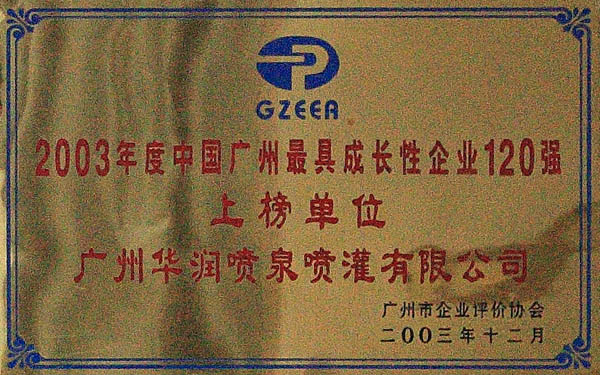 GZEEA
2003年度中国广州最具成长性企业120强
上榜单位
广州华润喷泉喷灌有限公司
广州市企业评价协会
二〇〇三年十二月